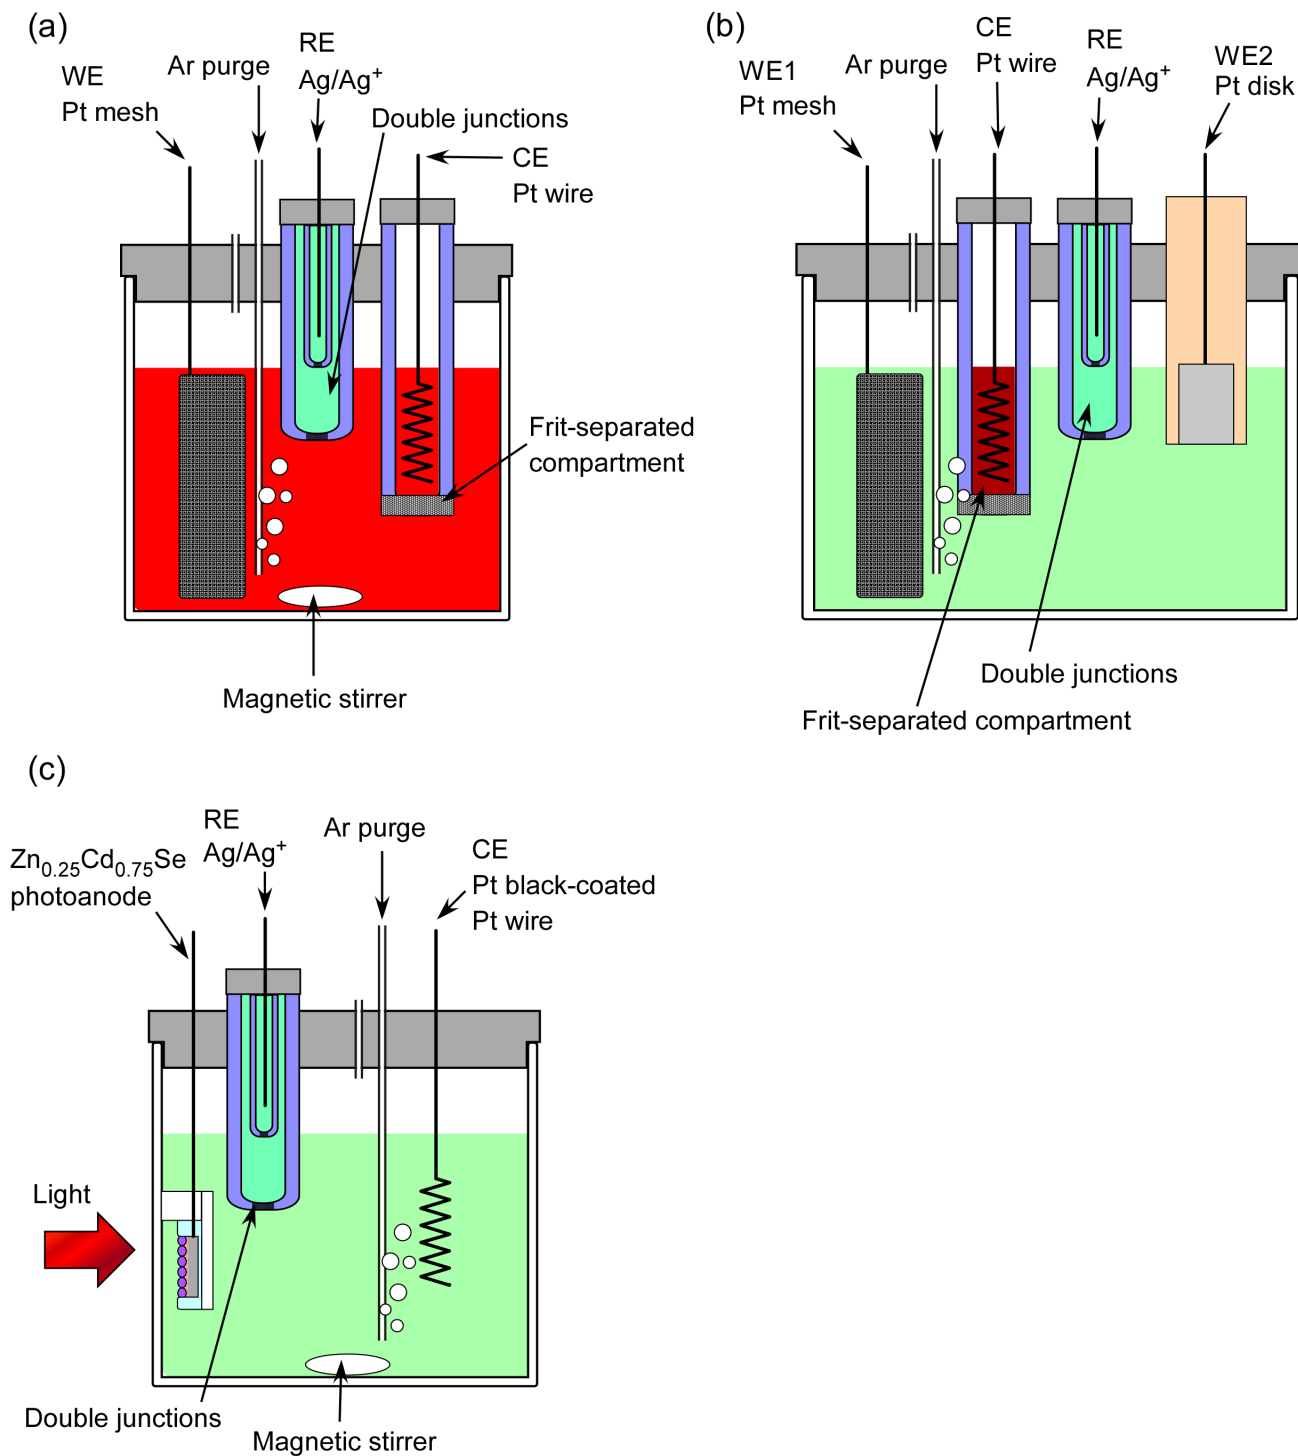 (a)
WE
Pt mesh
Ar purge
RE
Ag/Ag⁺
Double junctions
CE
Pt wire
Frit-separated
compartment
Magnetic stirrer
(b)
WE1
Pt mesh
Ar purge
CE
Pt wire
RE
Ag/Ag⁺
WE2
Pt disk
Double junctions
Frit-separated compartment
(c)
Zn₀.₂₅Cd₀.₇₅Se
photoanode
RE
Ag/Ag⁺
Ar purge
CE
Pt black-coated
Pt wire
Light
Double junctions
Magnetic stirrer